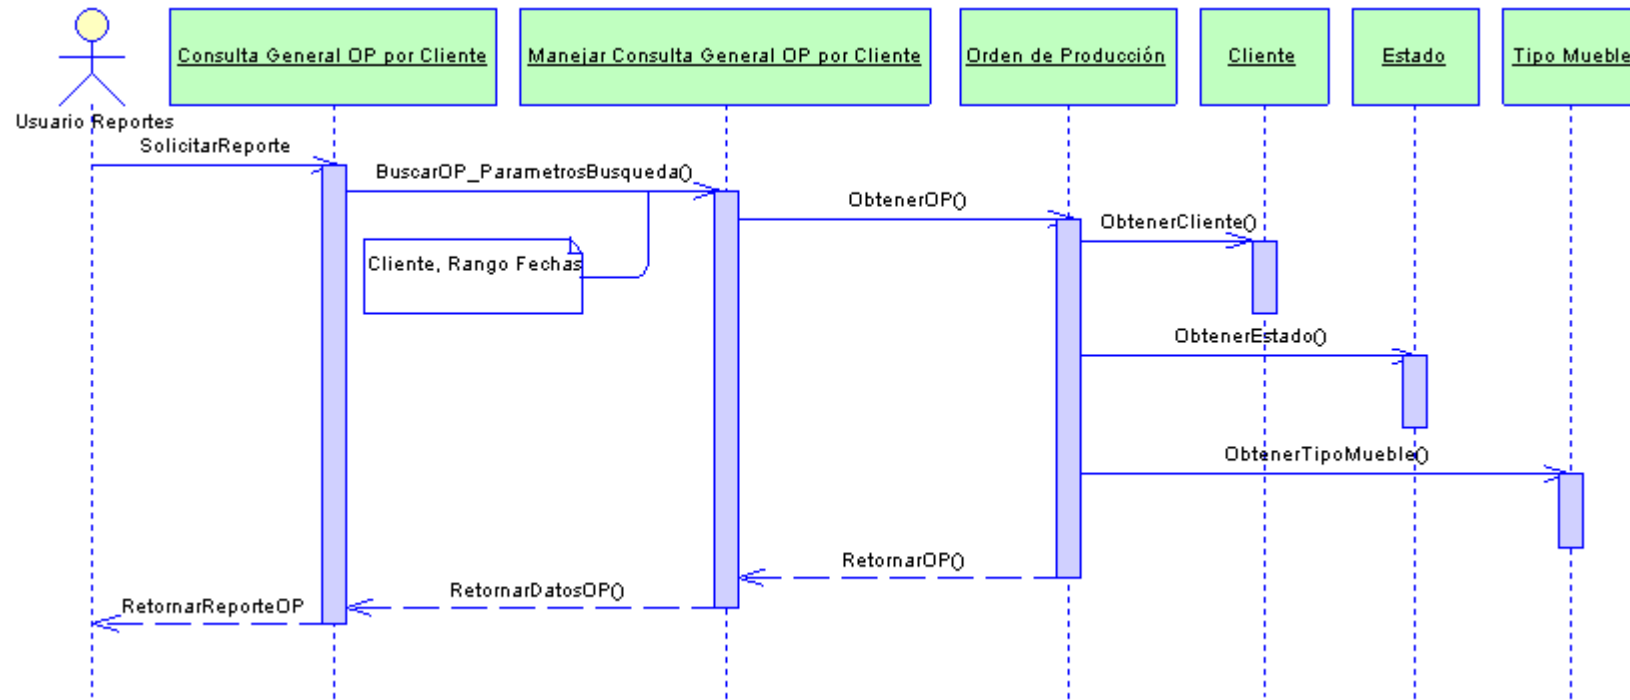 Consulta General OP por Cliente
Manejar Consulta General OP por Cliente
Orden de Producción
Cliente
Estado
Tipo Mueble
Usuario Reportes
SolicitarReporte
BuscarOP_ParametrosBusqueda()
ObtenerOP()
ObtenerCliente()
Cliente, Rango Fechas
ObtenerEstado()
ObtenerTipoMueble()
RetornarOP()
RetornarDatosOP()
RetornarReporteOP